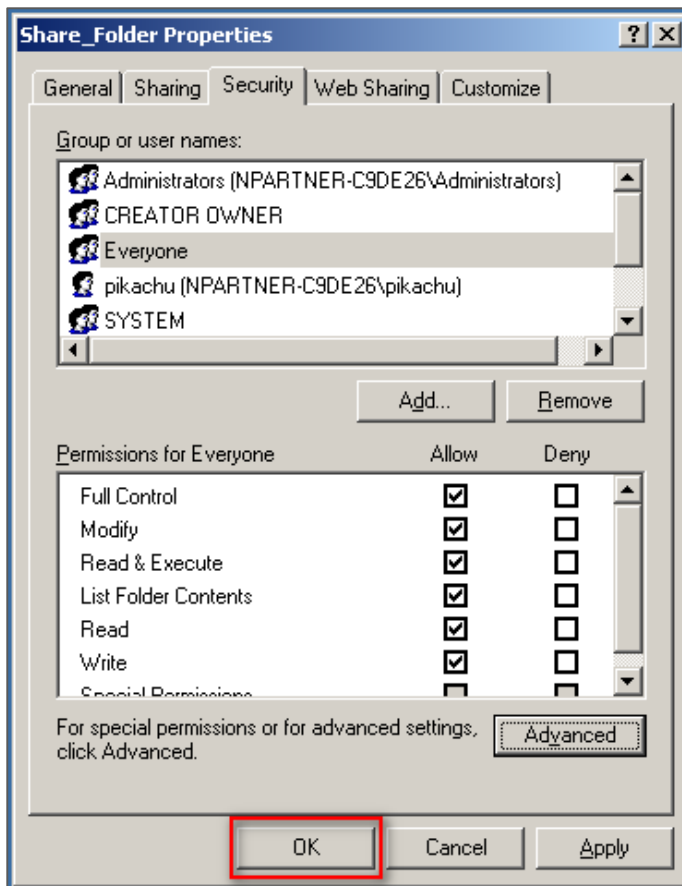 Share_Folder Properties
General Sharing Security Web Sharing Customize
Group or user names:
Administrators (NPARTNER-C9DE26\Administrators)
CREATOR OWNER
Everyone
pikachu (NPARTNER-C9DE26\pikachu)
SYSTEM
Add... Remove
Permissions for Everyone Allow Deny
Full Control
Modify
Read & Execute
List Folder Contents
Read
Write
Special Permissions
For special permissions or for advanced settings,
click Advanced.
Advanced
OK Cancel Apply